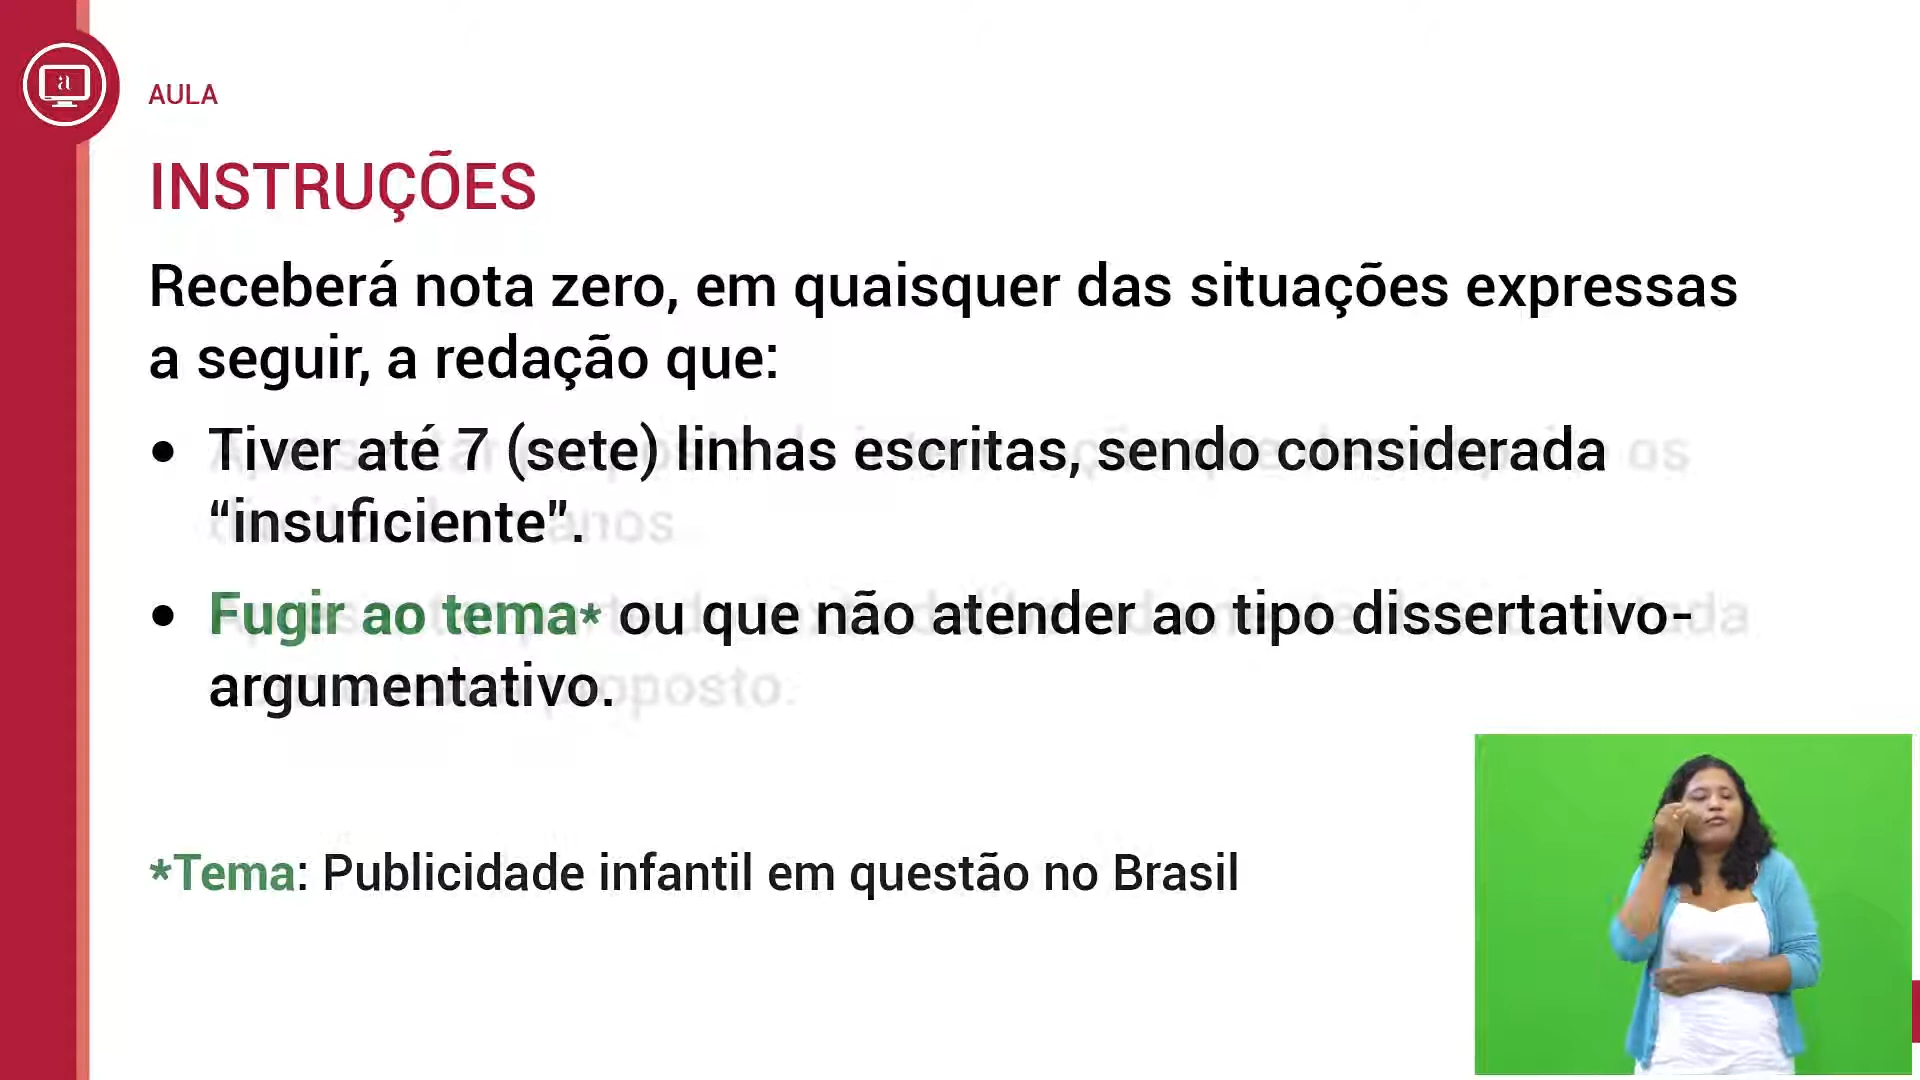 AULA
INSTRUÇÕES
Receberá nota zero, em quaisquer das situações expressas
a seguir, a redação que:
• Tiver até 7 (sete) linhas escritas, sendo considerada
“insuficiente”.
• Fugir ao tema* ou que não atender ao tipo dissertativo-
argumentativo.
*Tema: Publicidade infantil em questão no Brasil